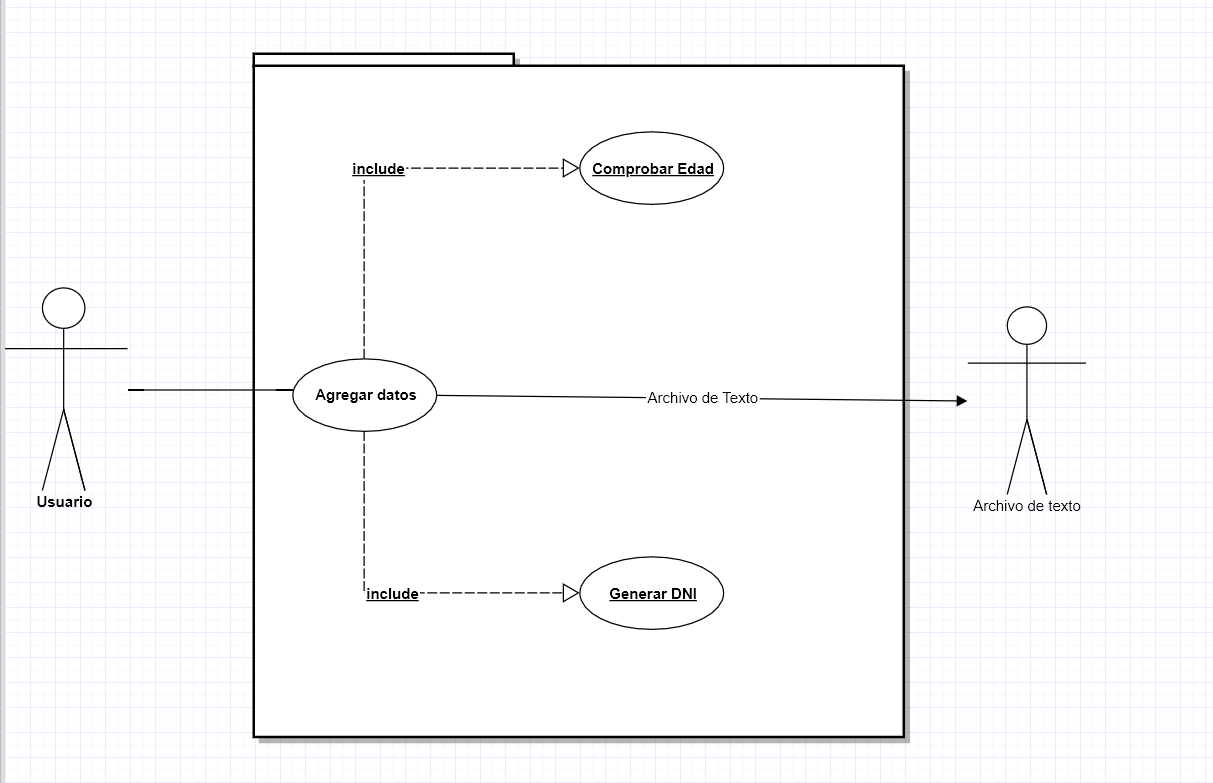 include
Comprobar Edad
Agregar datos
Archivo de Texto
Usuario
Archivo de texto
include
Generar DNI